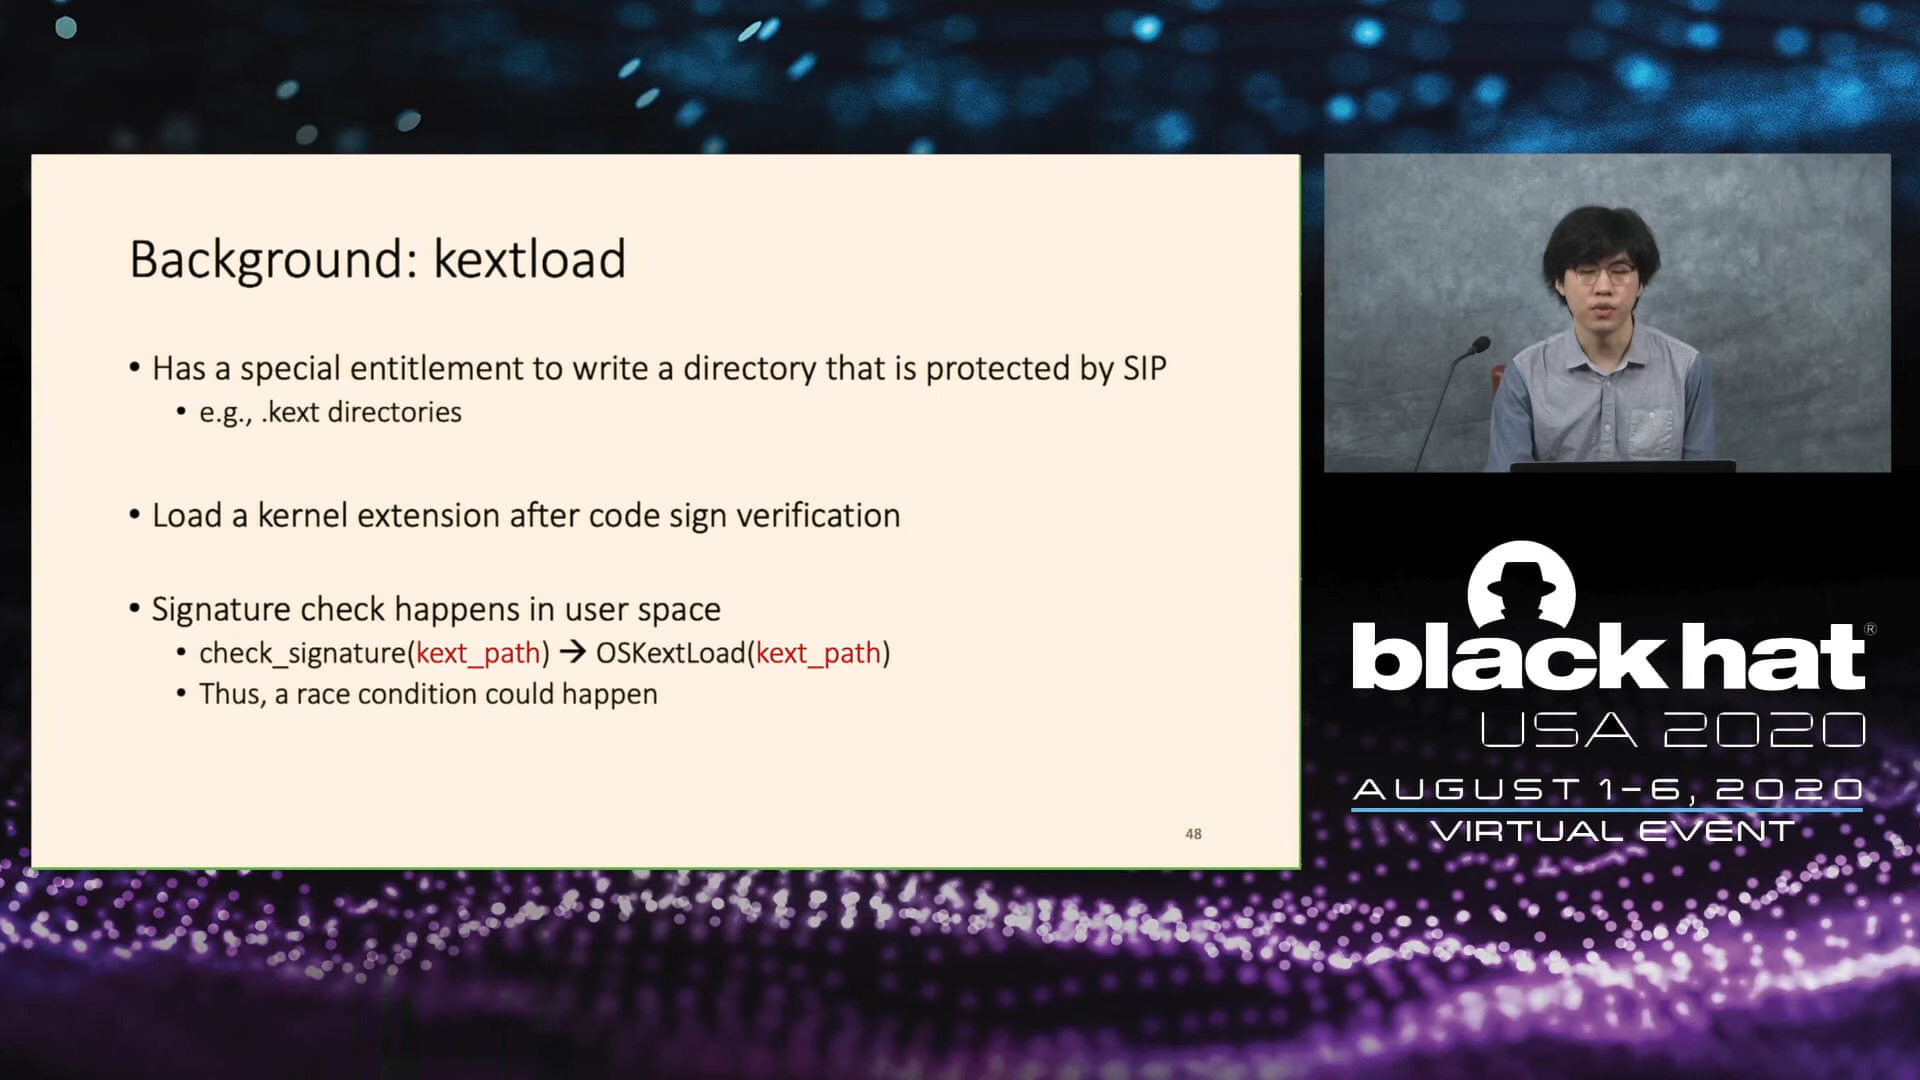 Background: kextload
• Has a special entitlement to write a directory that is protected by SIP
• e.g., .kext directories
• Load a kernel extension after code sign verification
• Signature check happens in user space
• check_signature(kext_path) → OSKextLoad(kext_path)
• Thus, a race condition could happen
48
black hat®
USA 2020
AUGUST 1-6, 2020
VIRTUAL EVENT